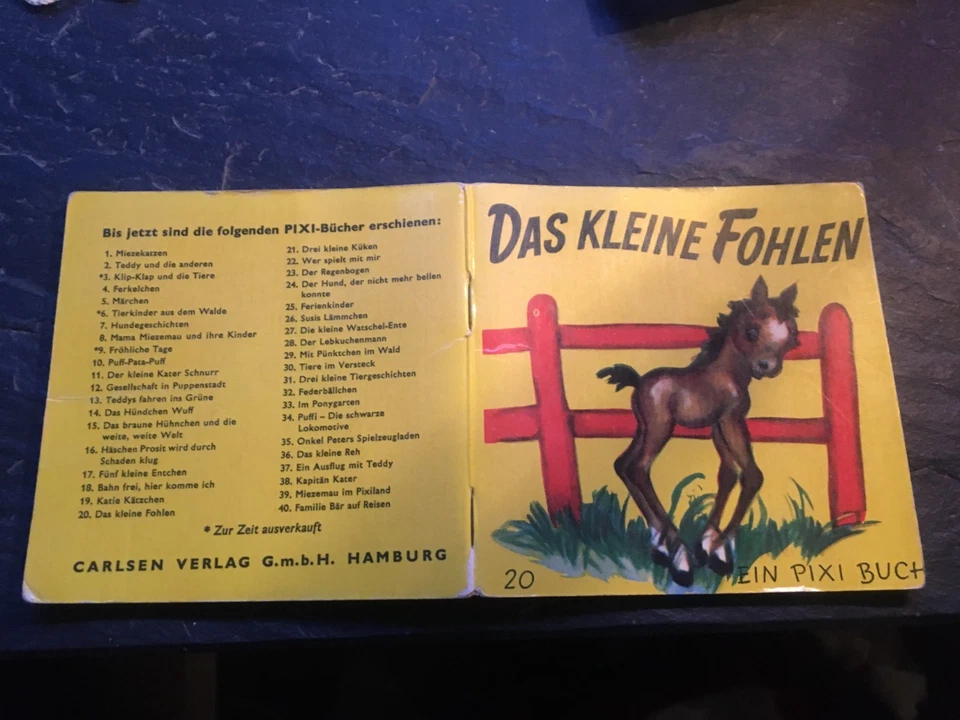 Bis jetzt sind die folgenden PIXI-Bücher erschienen:
1. Miezekatzen
2. Teddy und die anderen
*3. Klip-Klap und die Tiere
4. Ferkelchen
5. Märchen
*6. Tierkinder aus dem Walde
7. Hundegeschichten
8. Mama Miezemau und ihre Kinder
*9. Fröhliche Tage
10. Puff-Pata-Puff
11. Der kleine Kater Schnurr
12. Gesellschaft in Puppenstadt
13. Teddys fahren ins Grüne
14. Das Hündchen Wuff
15. Das braune Hühnchen und die
weite, weite Welt
16. Häschen Prosit wird durch
Schaden klug
17. Fünf kleine Entchen
18. Bahn frei, hier komme ich
19. Katie Kätzchen
20. Das kleine Fohlen
21. Drei kleine Küken
22. Wer spielt mit mir
23. Der Regenbogen
24. Der Hund, der nicht mehr bellen
konnte
25. Ferienkinder
26. Susis Lämmchen
27. Die kleine Watschel-Ente
28. Der Lebkuchenmann
29. Mit Pünktchen im Wald
30. Tiere im Versteck
31. Drei kleine Tiergeschichten
32. Federbällchen
33. Im Ponygarten
34. Puffi – Die schwarze
Lokomotive
35. Onkel Peters Spielzeugladen
36. Das kleine Reh
37. Ein Ausflug mit Teddy
38. Kapitän Kater
39. Miezemau im Pixiland
40. Familie Bär auf Reisen
* Zur Zeit ausverkauft
CARLSEN VERLAG G.m.b.H. HAMBURG
DAS KLEINE FOHLEN
20
EIN PIXI BUCH